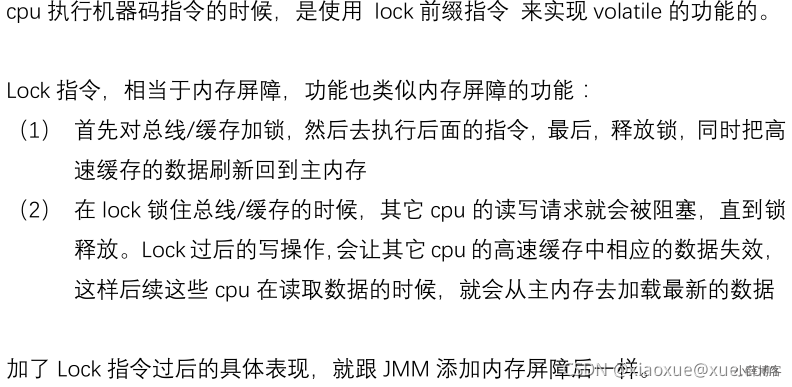 cpu 执行机器码指令的时候，是使用 lock 前缀指令 来实现 volatile 的功能的。
Lock 指令，相当于内存屏障，功能也类似内存屏障的功能：
（1） 首先对总线/缓存加锁，然后去执行后面的指令，最后，释放锁，同时把高
速缓存的数据刷新回到主内存
（2） 在 lock 锁住总线/缓存的时候，其它 cpu 的读写请求就会被阻塞，直到锁
释放。Lock 过后的写操作，会让其它 cpu 的高速缓存中相应的数据失效，
这样后续这些 cpu 在读取数据的时候，就会从主内存去加载最新的数据
加了 Lock 指令过后的具体表现，就跟 JMM 添加内存屏障后一样。